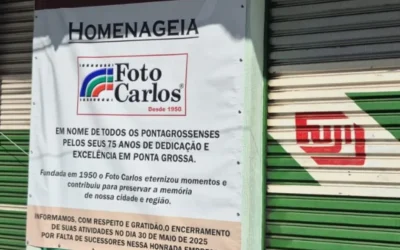 HOMENAGEIA
Foto
Carlos
Desde 1950
EM NOME DE TODOS OS PONTAGROSSENSES
PELOS SEUS 75 ANOS DE DEDICAÇÃO E
EXCELÊNCIA EM PONTA GROSSA.
Fundada em 1950 o Foto Carlos eternizou momentos e
contribuiu para preservar a memória
de nossa cidade e região.
INFORMAMOS, COM RESPEITO E GRATIDÃO, O ENCERRAMENTO
DE SUAS ATIVIDADES NO DIA 30 DE MAIO DE 2025
POR FALTA DE SUCESSORES NESSA HONRADA
FUJI